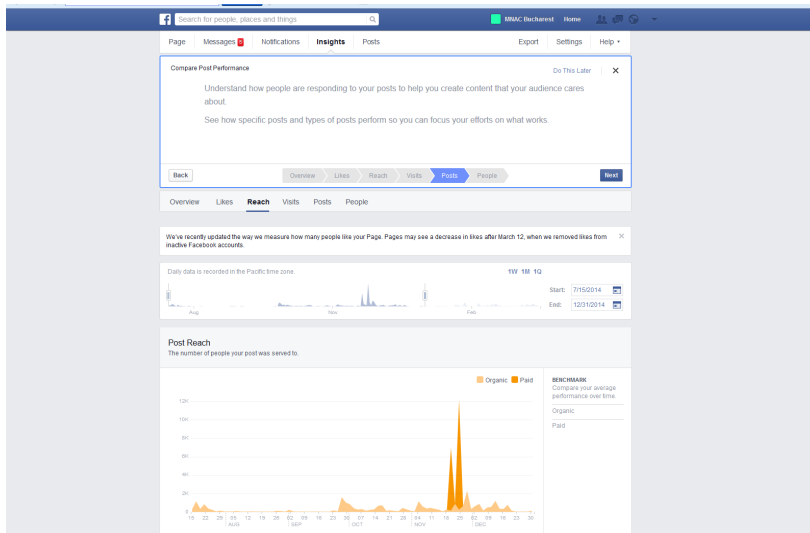 Search for people, places and things
MNAC Bucharest Home
Page Messages 5 Notifications Insights Posts Export Settings Help
Compare Post Performance
Do This Later
Understand how people are responding to your posts to help you create content that your audience cares
about.
See how specific posts and types of posts perform so you can focus your efforts on what works.
Back Overview Likes Reach Visits Posts People Next
Overview Likes Reach Visits Posts People
We've recently updated the way we measure how many people like your Page. Pages may see a decrease in likes after March 12, when we removed likes from
inactive Facebook accounts.
Daily data is recorded in the Pacific time zone. 1W 1M 1Q
Start: 7/15/2014
End: 12/31/2014
Aug Nov Feb
Post Reach
The number of people your post was served to.
Organic Paid
BENCHMARK
Compare your average
performance over time.
Organic
Paid
12K
10K
8K
6K
4K
2K
0
15 22 29 05 12 19 26 02 09 16 23 30 07 14 21 28 04 11 18 25 02 09 16 23 30
AUG SEP OCT NOV DEC